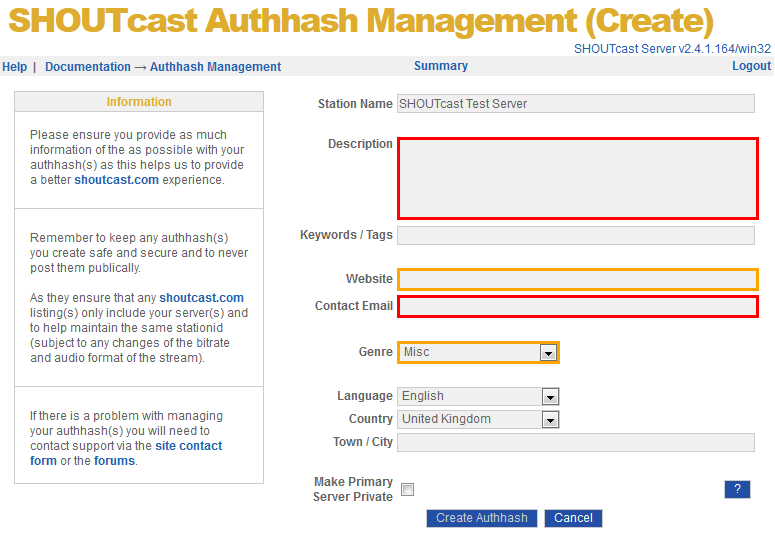 SHOUTcast Authhash Management (Create)
SHOUTcast Server v2.4.1.164/win32
Help | Documentation → Authhash Management
Summary
Logout
Information
Please ensure you provide as much
information of the as possible with your
authhash(s) as this helps us to provide
a better shoutcast.com experience.
Remember to keep any authhash(s)
you create safe and secure and to never
post them publically.
As they ensure that any shoutcast.com
listing(s) only include your server(s) and
to help maintain the same stationid
(subject to any changes of the bitrate
and audio format of the stream).
If there is a problem with managing
your authhash(s) you will need to
contact support via the site contact
form or the forums.
Station Name SHOUTcast Test Server
Description
Keywords / Tags
Website
Contact Email
Genre Misc
Language English
Country United Kingdom
Town / City
Make Primary
Server Private
?
Create Authhash Cancel